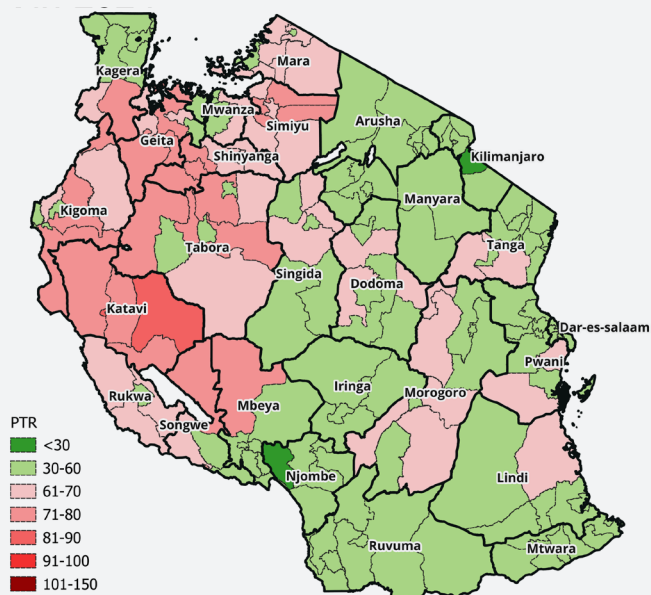 Kagera
Mara
Mwanza
Geita
Simiyu
Arusha
Shinyanga
Kilimanjaro
Kigoma
Manyara
Tabora
Tanga
Singida
Dodoma
Katavi
Dar-es-salaam
Pwani
Rukwa
Iringa
Morogoro
Mbeya
Songwe
Njombe
Lindi
Ruvuma
Mtwara
PTR
<30
30-60
61-70
71-80
81-90
91-100
101-150